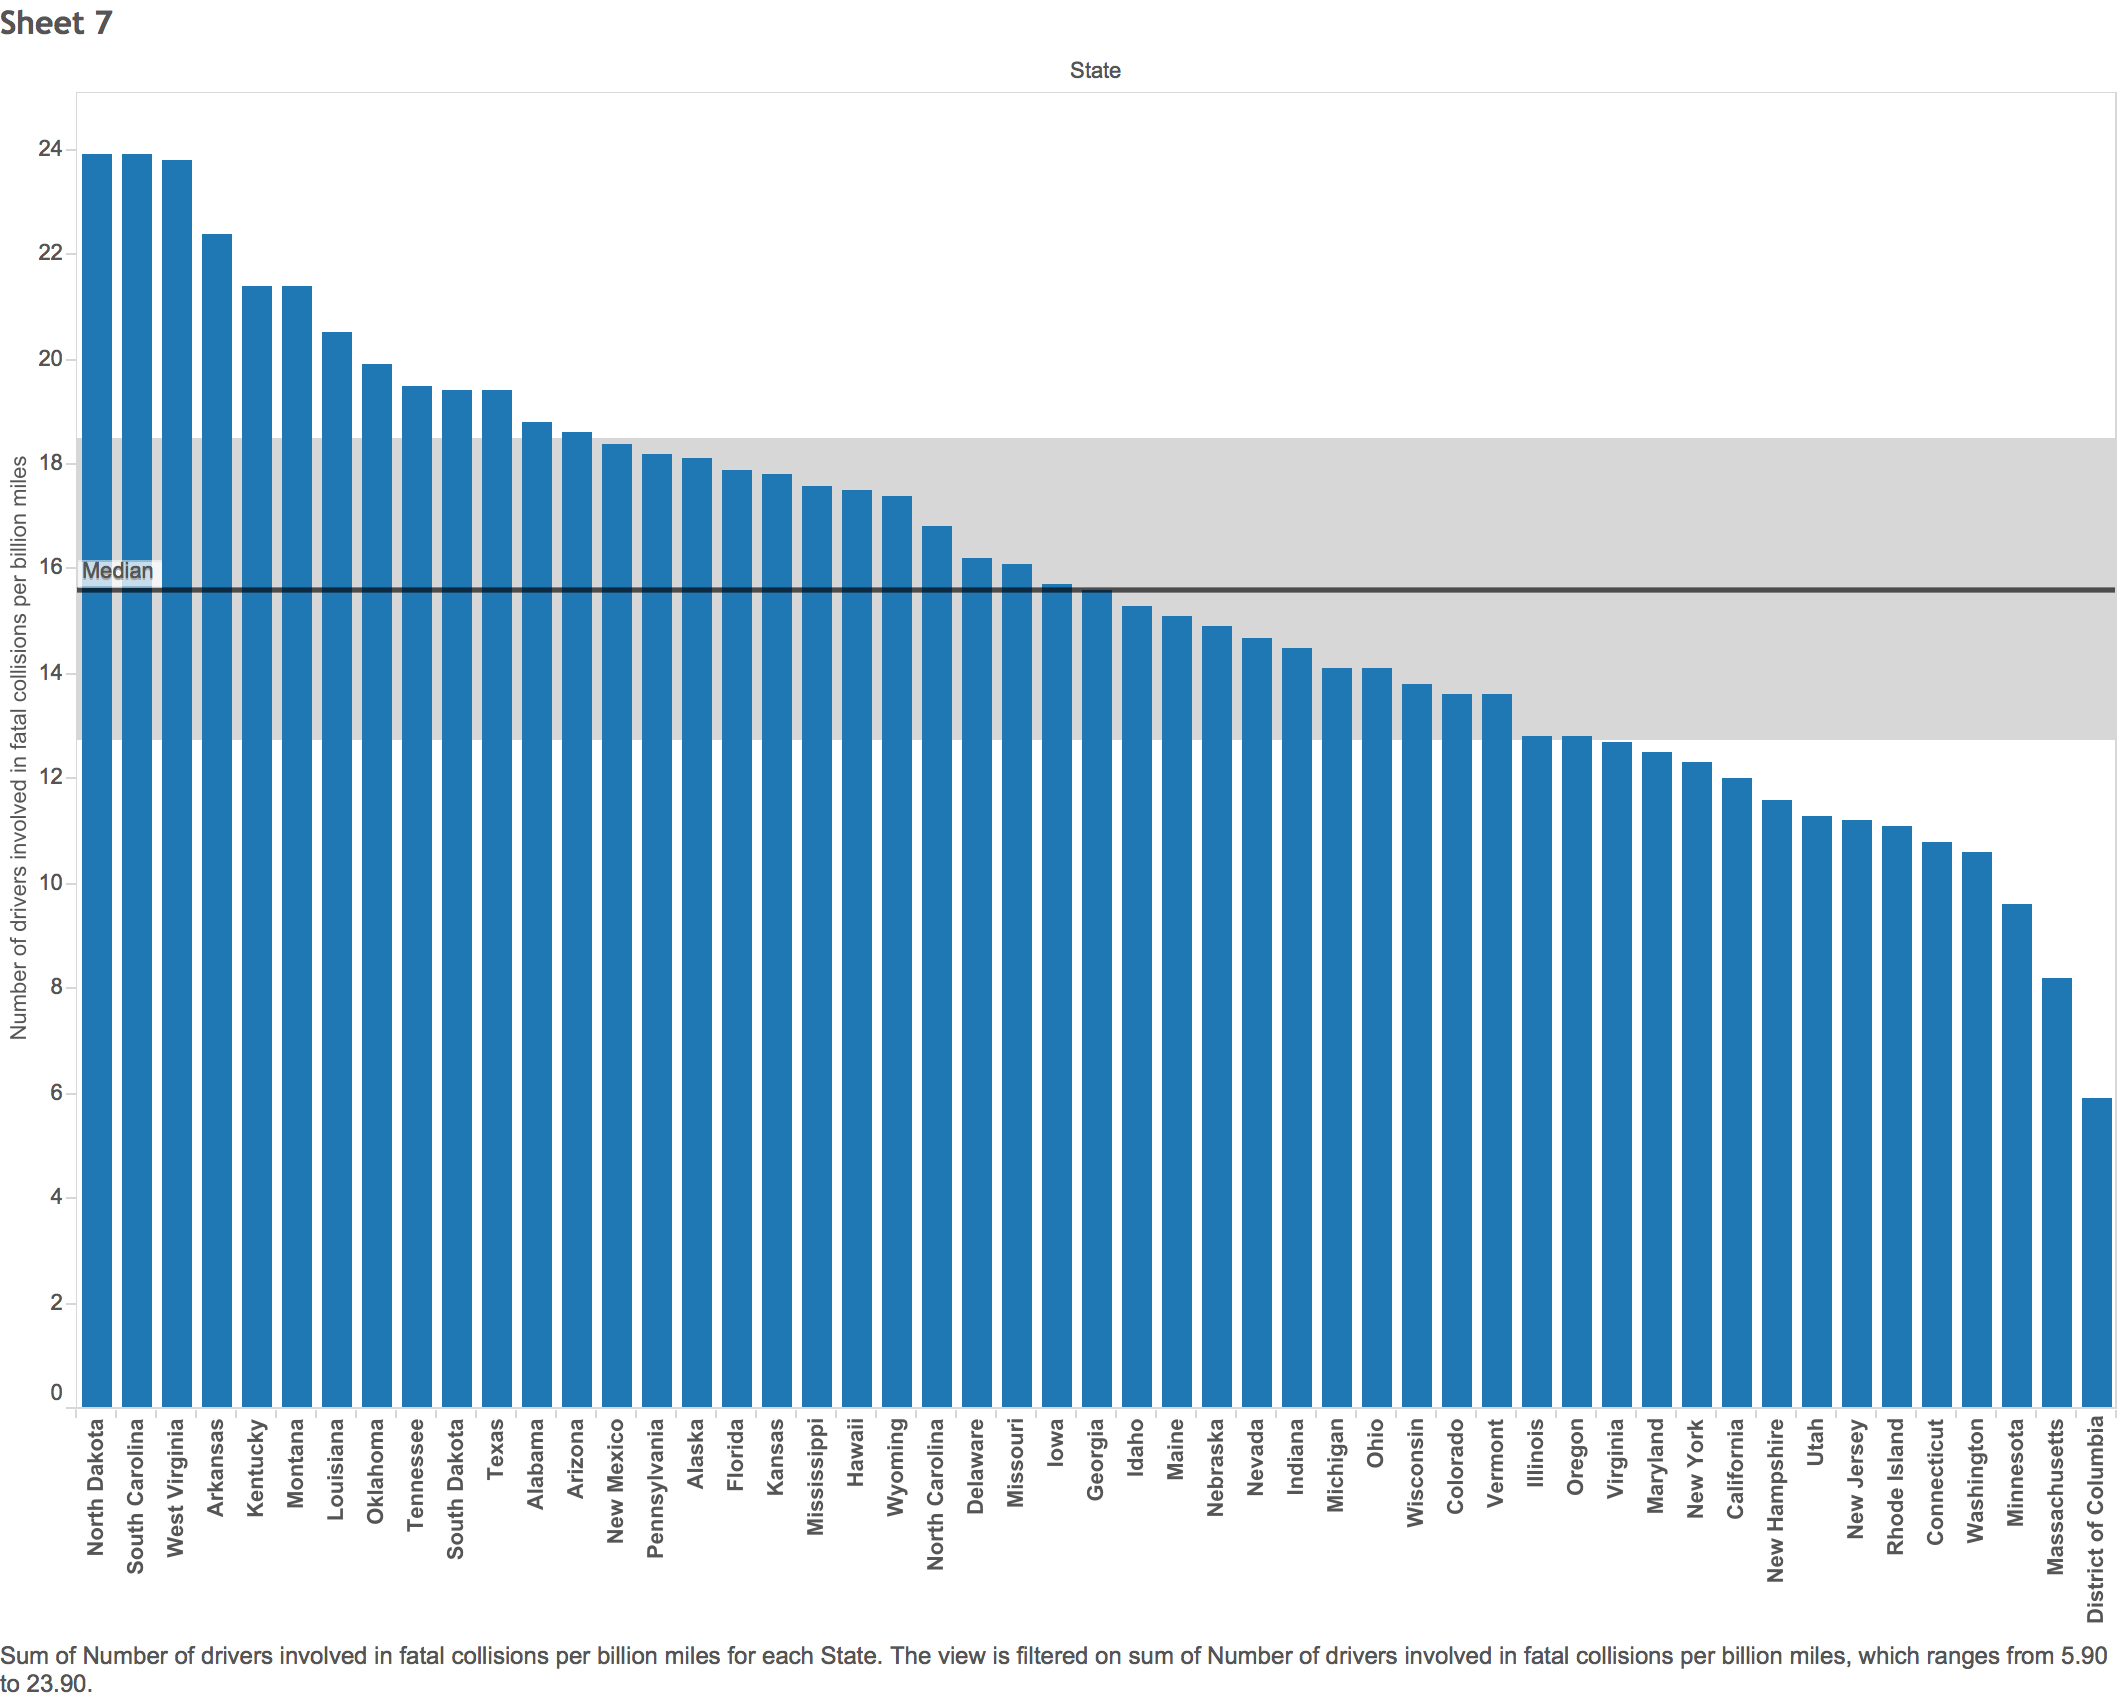 Sheet 7
State
Number of drivers involved in fatal collisions per billion miles
24
22
20
18
16
14
12
10
8
6
4
2
0
Median
North Dakota
South Carolina
West Virginia
Arkansas
Kentucky
Montana
Louisiana
Oklahoma
Tennessee
South Dakota
Texas
Alabama
Arizona
New Mexico
Pennsylvania
Alaska
Florida
Kansas
Mississippi
Hawaii
Wyoming
North Carolina
Delaware
Missouri
Iowa
Georgia
Idaho
Maine
Nebraska
Nevada
Indiana
Michigan
Ohio
Wisconsin
Colorado
Vermont
Illinois
Oregon
Virginia
Maryland
New York
California
New Hampshire
Utah
New Jersey
Rhode Island
Connecticut
Washington
Minnesota
Massachusetts
District of Columbia
Sum of Number of drivers involved in fatal collisions per billion miles for each State. The view is filtered on sum of Number of drivers involved in fatal collisions per billion miles, which ranges from 5.90
to 23.90.